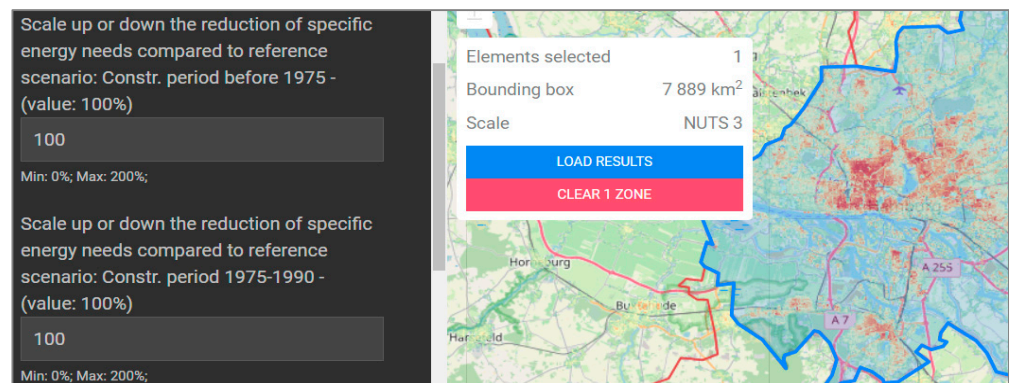 Scale up or down the reduction of specific
energy needs compared to reference
scenario: Constr. period before 1975 -
(value: 100%)
100
Min: 0%; Max: 200%;
Scale up or down the reduction of specific
energy needs compared to reference
scenario: Constr. period 1975-1990 -
(value: 100%)
100
Min: 0%; Max: 200%;
Elements selected 1
Bounding box 7 889 km²
Scale NUTS 3
LOAD RESULTS
CLEAR 1 ZONE
A 255
A 7